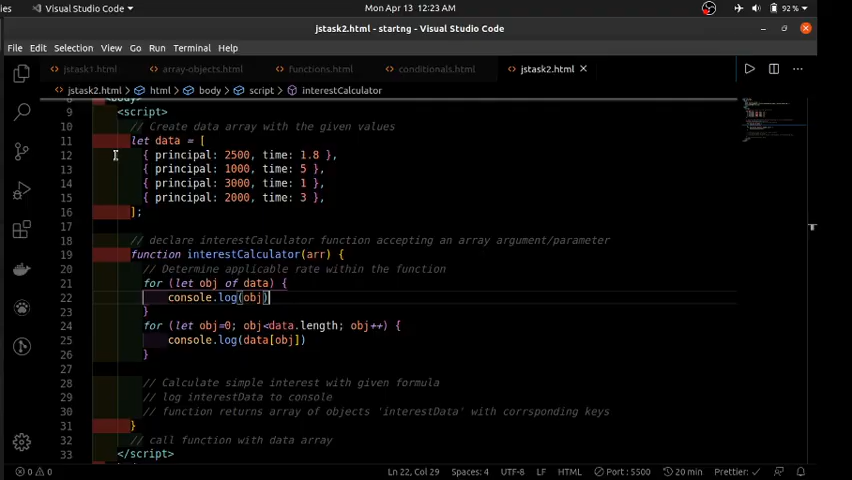 ies Visual Studio Code Mon Apr 13 12:23 AM 92 %
jstask2.html - startng - Visual Studio Code
File Edit Selection View Go Run Terminal Help
jstask1.html array-objects.html functions.html conditionals.html jstask2.html
jstask2.html > html > body > script > interestCalculator
8 <body>
9 <script>
10 // Create data array with the given values
11 let data = [
12 { principal: 2500, time: 1.8 },
13 { principal: 1000, time: 5 },
14 { principal: 3000, time: 1 },
15 { principal: 2000, time: 3 },
16 ];
17
18 // declare interestCalculator function accepting an array argument/parameter
19 function interestCalculator(arr) {
20 // Determine applicable rate within the function
21 for (let obj of data) {
22 console.log(obj)
23 }
24 for (let obj=0; obj<data.length; obj++) {
25 console.log(data[obj])
26 }
27
28 // Calculate simple interest with given formula
29 // log interestData to console
30 // function returns array of objects 'interestData' with corrsponding keys
31 }
32 // call function with data array
33 </script>
0 0 Ln 22, Col 29 Spaces: 4 UTF-8 LF HTML Port : 5500 20 min Prettier: